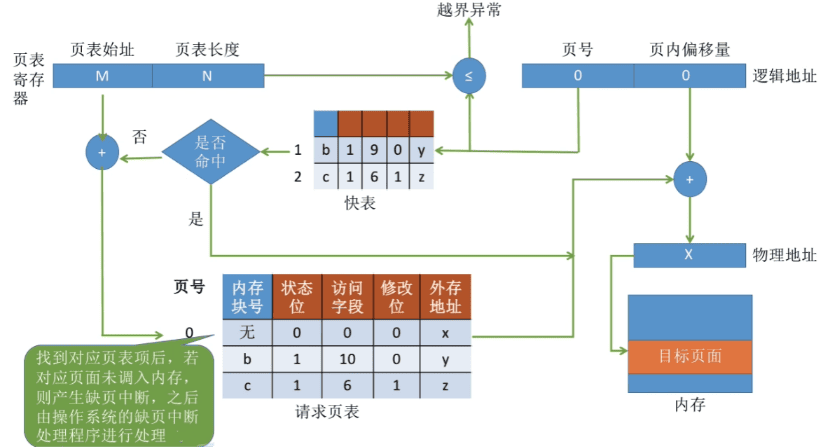 越界异常
页表始址 页表长度
页号 页内偏移量
页表
寄存
器
M N
≤
0 0
逻辑地址
否
是否
命中
+
1 b 1 9 0 y
2 c 1 6 1 z
快表
+
是
X
物理地址
页号
内存
块号
状态
位
访问
字段
修改
位
外存
地址
0 无 0 0 0 x
b 1 10 0 y
c 1 6 1 z
请求页表
目标页面
内存
找到对应页表项后，若
对应页面未调入内存，
则产生缺页中断，之后
由操作系统的缺页中断
处理程序进行处理